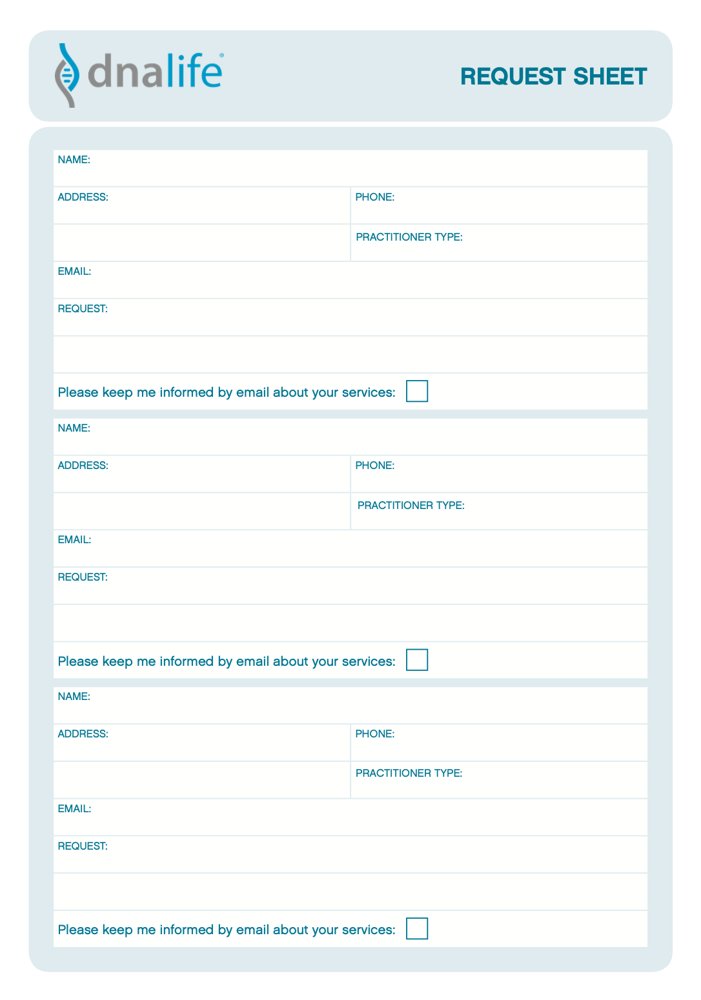 dnalife®
REQUEST SHEET
NAME:
ADDRESS:
PHONE:
PRACTITIONER TYPE:
EMAIL:
REQUEST:
Please keep me informed by email about your services:
NAME:
ADDRESS:
PHONE:
PRACTITIONER TYPE:
EMAIL:
REQUEST:
Please keep me informed by email about your services:
NAME:
ADDRESS:
PHONE:
PRACTITIONER TYPE:
EMAIL:
REQUEST:
Please keep me informed by email about your services: